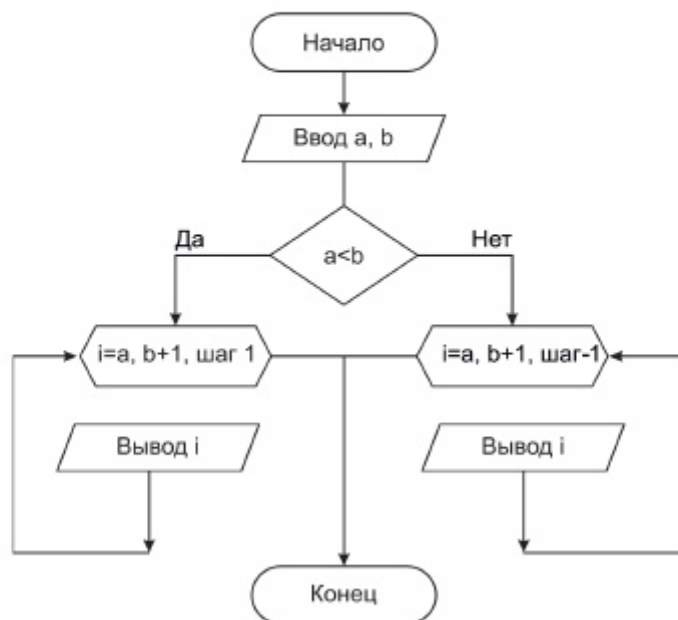 Начало
Ввод a, b
Да
Нет
a<b
i=a, b+1, шаг 1
i=a, b+1, шаг-1
Вывод i
Вывод i
Конец